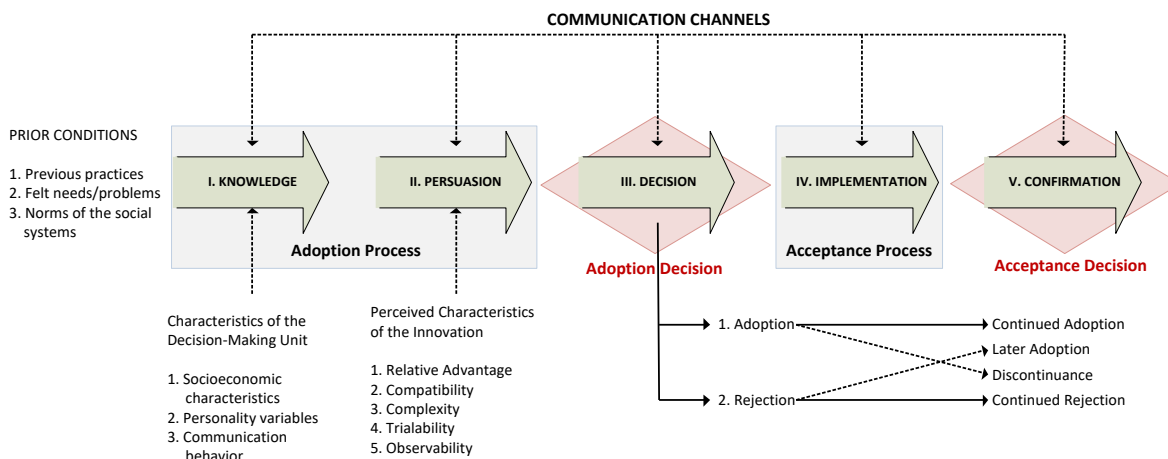 COMMUNICATION CHANNELS
PRIOR CONDITIONS
1. Previous practices
2. Felt needs/problems
3. Norms of the social
systems
I. KNOWLEDGE
II. PERSUASION
III. DECISION
IV. IMPLEMENTATION
V. CONFIRMATION
Adoption Process
Adoption Decision
Acceptance Process
Acceptance Decision
Characteristics of the
Decision-Making Unit
1. Socioeconomic
characteristics
2. Personality variables
3. Communication
behavior
Perceived Characteristics
of the Innovation
1. Relative Advantage
2. Compatibility
3. Complexity
4. Trialability
5. Observability
1. Adoption
2. Rejection
Continued Adoption
Later Adoption
Discontinuance
Continued Rejection